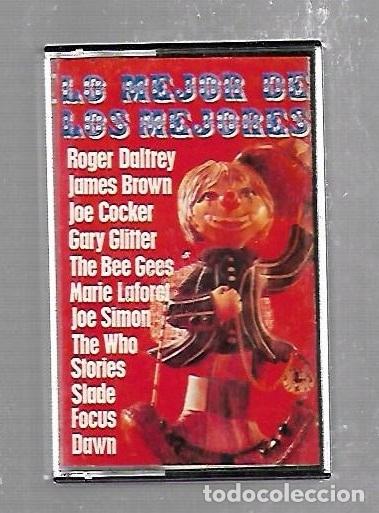 LO MEJOR DE
LOS MEJORES
Roger Daltrey
James Brown
Joe Cocker
Gary Glitter
The Bee Gees
Marie Laforet
Joe Simon
The Who
Stories
Slade
Focus
Dawn
todocoleccion.net